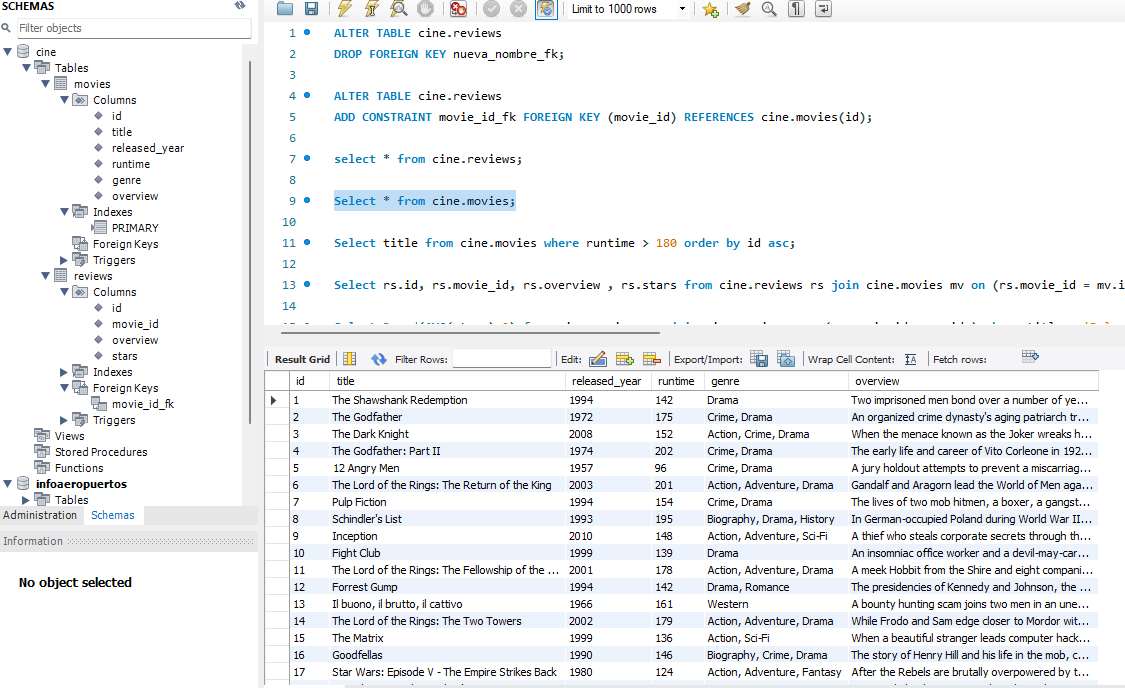 SCHEMAS
Filter objects
cine
Tables
movies
Columns
id
title
released_year
runtime
genre
overview
Indexes
PRIMARY
Foreign Keys
Triggers
reviews
Columns
id
movie_id
overview
stars
Indexes
Foreign Keys
movie_id_fk
Triggers
Views
Stored Procedures
Functions
infoaeropuertos
Tables
Administration Schemas
Information
No object selected
Limit to 1000 rows
1 ALTER TABLE cine.reviews
2 DROP FOREIGN KEY nueva_nombre_fk;
3
4 ALTER TABLE cine.reviews
5 ADD CONSTRAINT movie_id_fk FOREIGN KEY (movie_id) REFERENCES cine.movies(id);
6
7 select * from cine.reviews;
8
9 Select * from cine.movies;
10
11 Select title from cine.movies where runtime > 180 order by id asc;
12
13 Select rs.id, rs.movie_id, rs.overview , rs.stars from cine.reviews rs join cine.movies mv on (rs.movie_id = mv.i
14
Result Grid Filter Rows: Edit: Export/Import: Wrap Cell Content: Fetch rows:
id title released_year runtime genre overview
1 The Shawshank Redemption 1994 142 Drama Two imprisoned men bond over a number of ye...
2 The Godfather 1972 175 Crime, Drama An organized crime dynasty's aging patriarch tr...
3 The Dark Knight 2008 152 Action, Crime, Drama When the menace known as the Joker wreaks h...
4 The Godfather: Part II 1974 202 Crime, Drama The early life and career of Vito Corleone in 192...
5 12 Angry Men 1957 96 Crime, Drama A jury holdout attempts to prevent a miscarriag...
6 The Lord of the Rings: The Return of the King 2003 201 Action, Adventure, Drama Gandalf and Aragorn lead the World of Men aga...
7 Pulp Fiction 1994 154 Crime, Drama The lives of two mob hitmen, a boxer, a gangst...
8 Schindler's List 1993 195 Biography, Drama, History In German-occupied Poland during World War II...
9 Inception 2010 148 Action, Adventure, Sci-Fi A thief who steals corporate secrets through th...
10 Fight Club 1999 139 Drama An insomniac office worker and a devil-may-car...
11 The Lord of the Rings: The Fellowship of the ... 2001 178 Action, Adventure, Drama A meek Hobbit from the Shire and eight compani...
12 Forrest Gump 1994 142 Drama, Romance The presidencies of Kennedy and Johnson, the ...
13 Il buono, il brutto, il cattivo 1966 161 Western A bounty hunting scam joins two men in an une...
14 The Lord of the Rings: The Two Towers 2002 179 Action, Adventure, Drama While Frodo and Sam edge closer to Mordor wit...
15 The Matrix 1999 136 Action, Sci-Fi When a beautiful stranger leads computer hack...
16 Goodfellas 1990 146 Biography, Crime, Drama The story of Henry Hill and his life in the mob, c...
17 Star Wars: Episode V - The Empire Strikes Back 1980 124 Action, Adventure, Fantasy After the Rebels are brutally overpowered by t...